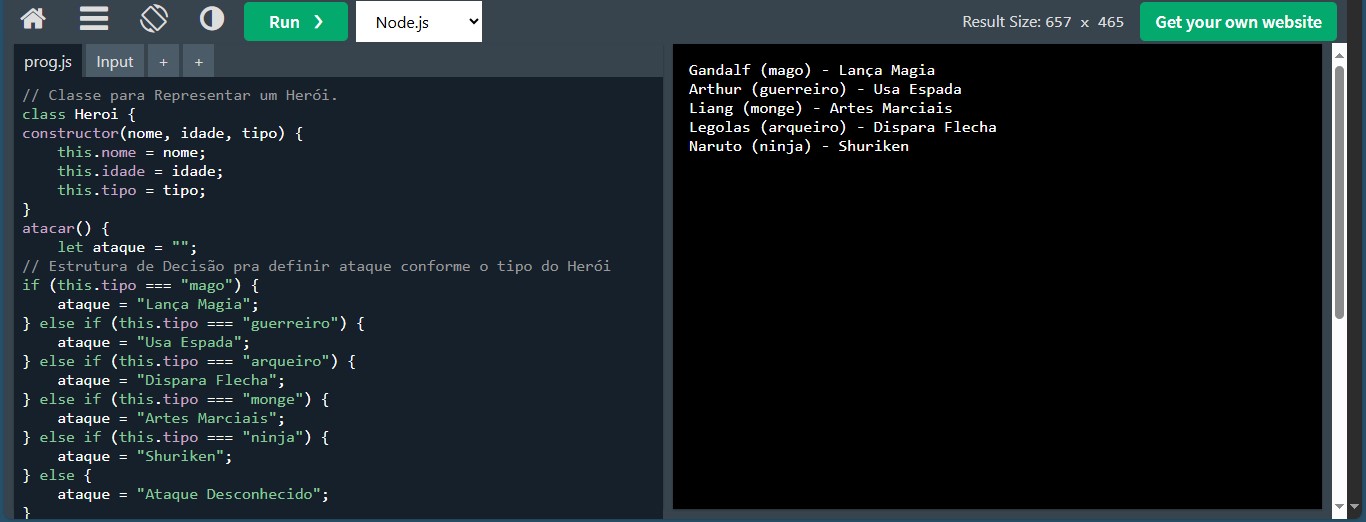 Run ❯
Node.js
Result Size: 657 x 465
Get your own website
prog.js
Input
+
+
// Classe para Representar um Herói.
class Heroi {
constructor(nome, idade, tipo) {
    this.nome = nome;
    this.idade = idade;
    this.tipo = tipo;
}
atacar() {
    let ataque = "";
// Estrutura de Decisão pra definir ataque conforme o tipo do Herói
if (this.tipo === "mago") {
    ataque = "Lança Magia";
} else if (this.tipo === "guerreiro") {
    ataque = "Usa Espada";
} else if (this.tipo === "arqueiro") {
    ataque = "Dispara Flecha";
} else if (this.tipo === "monge") {
    ataque = "Artes Marciais";
} else if (this.tipo === "ninja") {
    ataque = "Shuriken";
} else {
    ataque = "Ataque Desconhecido";
}
Gandalf (mago) - Lança Magia
Arthur (guerreiro) - Usa Espada
Liang (monge) - Artes Marciais
Legolas (arqueiro) - Dispara Flecha
Naruto (ninja) - Shuriken